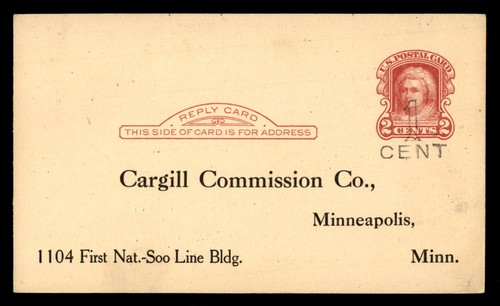 U.S. POSTAL CARD
2 CENTS 2
1
CENT
REPLY CARD
THIS SIDE OF CARD IS FOR ADDRESS
Cargill Commission Co.,
Minneapolis,
1104 First Nat.-Soo Line Bldg. Minn.